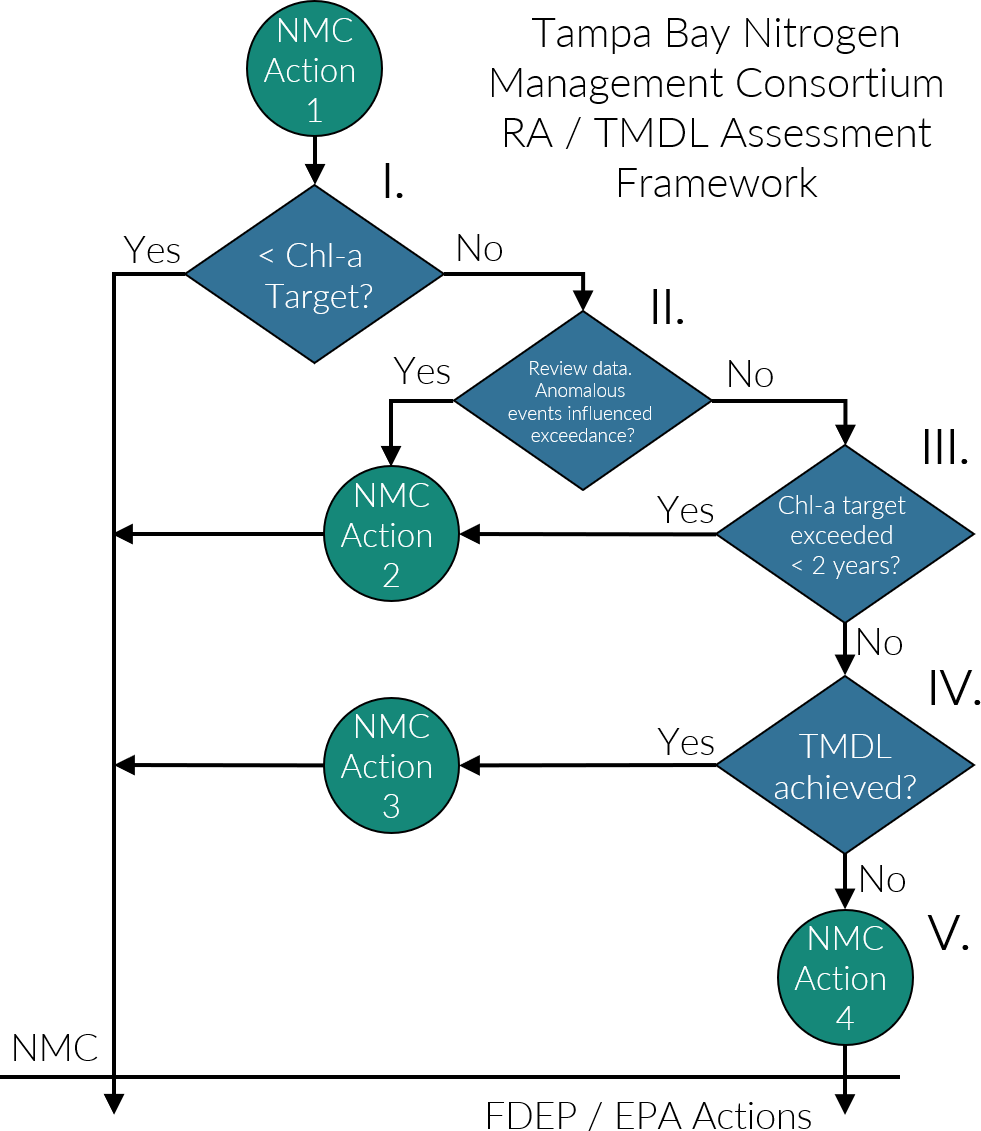 NMC
Action
1
Tampa Bay Nitrogen
Management Consortium
RA / TMDL Assessment
Framework
I.
Yes
< Chl-a
Target?
No
II.
Yes
Review data.
Anomalous
events influenced
exceedance?
No
III.
NMC
Action
2
Yes
Chl-a target
exceeded
< 2 years?
No
IV.
NMC
Action
3
Yes
TMDL
achieved?
No
V.
NMC
Action
4
NMC
FDEP / EPA Actions